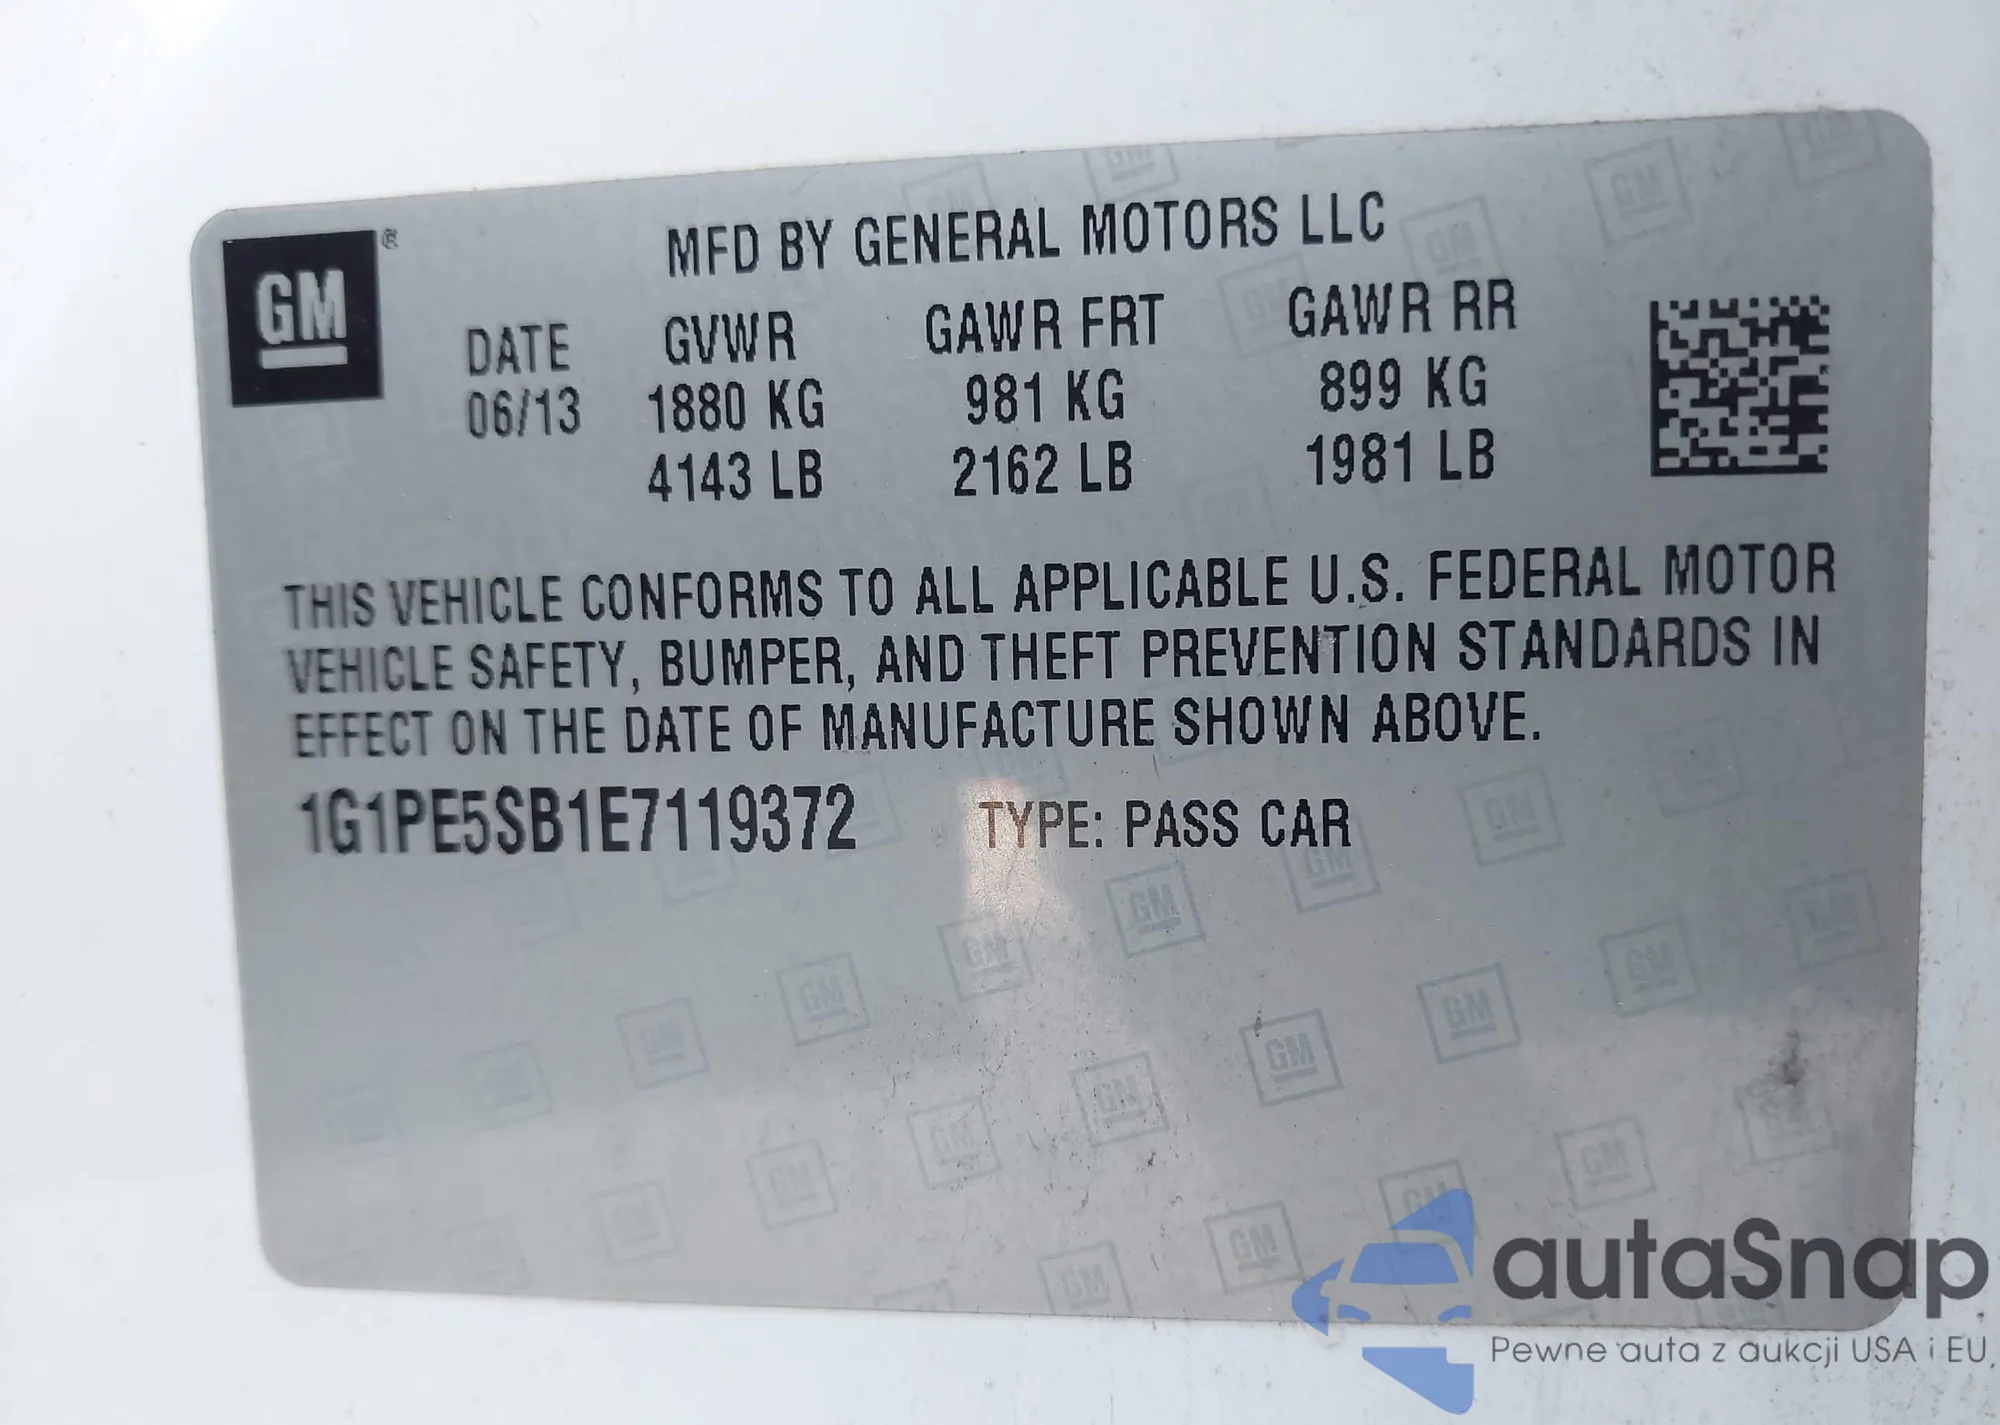 GM ®
MFD BY GENERAL MOTORS LLC
DATE GVWR GAWR FRT GAWR RR
06/13 1880 KG 981 KG 899 KG
4143 LB 2162 LB 1981 LB
THIS VEHICLE CONFORMS TO ALL APPLICABLE U.S. FEDERAL MOTOR
VEHICLE SAFETY, BUMPER, AND THEFT PREVENTION STANDARDS IN
EFFECT ON THE DATE OF MANUFACTURE SHOWN ABOVE.
1G1PE5SB1E7119372 TYPE: PASS CAR
autaSnap
Pewne auta z aukcji USA i EU.